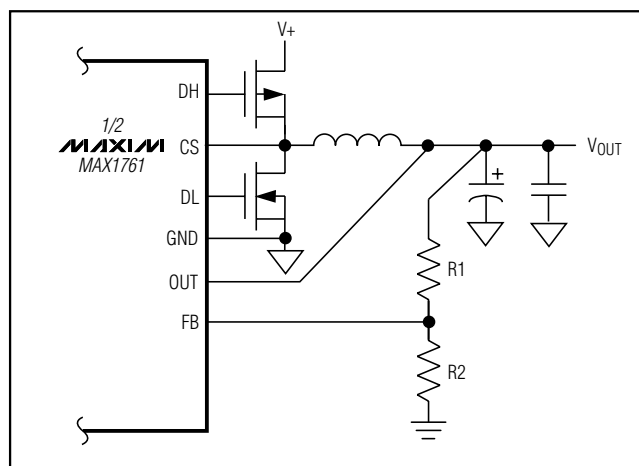 V+
DH
1/2
MAXIM
MAX1761
CS
VOUT
+
DL
GND
OUT
R1
FB
R2